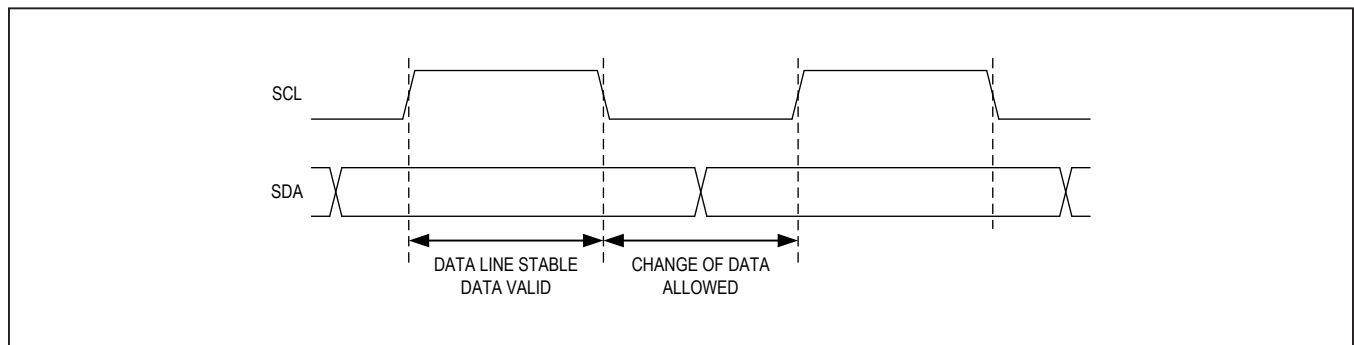 SCL
SDA
DATA LINE STABLE
DATA VALID
CHANGE OF DATA
ALLOWED